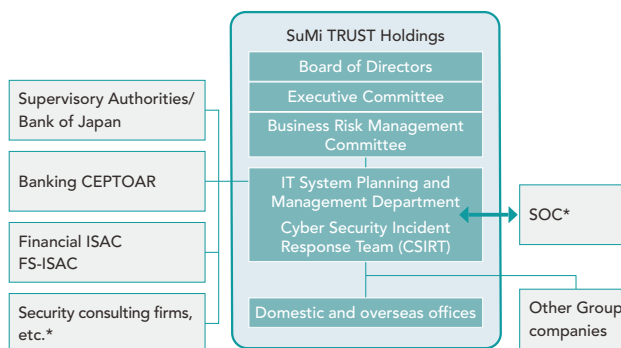 SuMi TRUST Holdings
Board of Directors
Executive Committee
Business Risk Management
Committee
IT System Planning and
Management Department
Cyber Security Incident
Response Team (CSIRT)
Domestic and overseas offices
Supervisory Authorities/
Bank of Japan
Banking CEPTOAR
Financial ISAC
FS-ISAC
Security consulting firms,
etc.*
SOC*
Other Group
companies